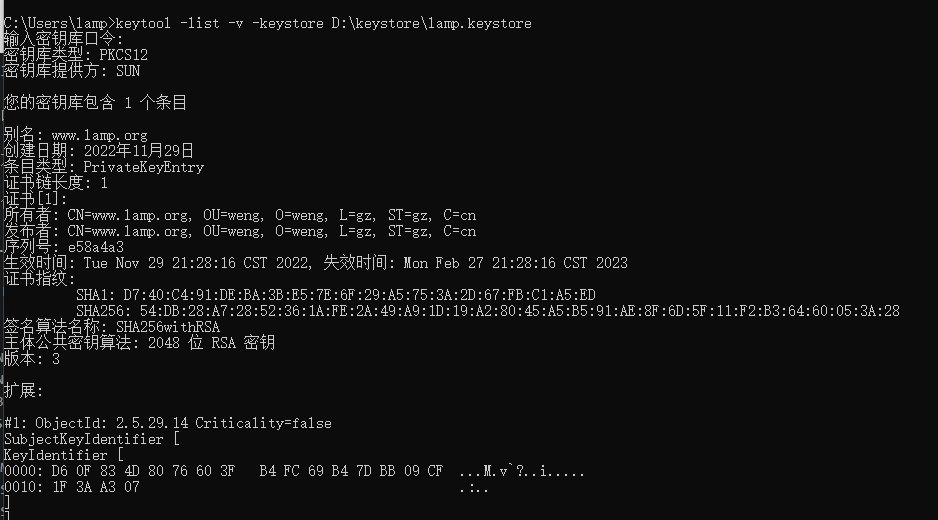 C:\Users\lamp>keytool -list -v -keystore D:\keystore\lamp.keystore
输入密钥库口令:
密钥库类型: PKCS12
密钥库提供方: SUN
您的密钥库包含 1 个条目
别名: www.lamp.org
创建日期: 2022年11月29日
条目类型: PrivateKeyEntry
证书链长度: 1
证书[1]:
所有者: CN=www.lamp.org, OU=weng, O=weng, L=gz, ST=gz, C=cn
发布者: CN=www.lamp.org, OU=weng, O=weng, L=gz, ST=gz, C=cn
序列号: e58a4a3
生效时间: Tue Nov 29 21:28:16 CST 2022, 失效时间: Mon Feb 27 21:28:16 CST 2023
证书指纹:
SHA1: D7:40:C4:91:DE:BA:3B:E5:7E:6F:29:A5:75:3A:2D:67:FB:C1:A5:ED
SHA256: 54:DB:28:A7:28:52:36:1A:FE:2A:49:A9:1D:19:A2:80:45:A5:B5:91:AE:8F:6D:5F:11:F2:B3:64:60:05:3A:28
签名算法名称: SHA256withRSA
主体公共密钥算法: 2048 位 RSA 密钥
版本: 3
扩展:
#1: ObjectId: 2.5.29.14 Criticality=false
SubjectKeyIdentifier [
KeyIdentifier [
0000: D6 0F 83 4D 80 76 60 3F   B4 FC 69 B4 7D BB 09 CF  ...M.v`?..i.....
0010: 1F 3A A3 07                                        .:..
]
]